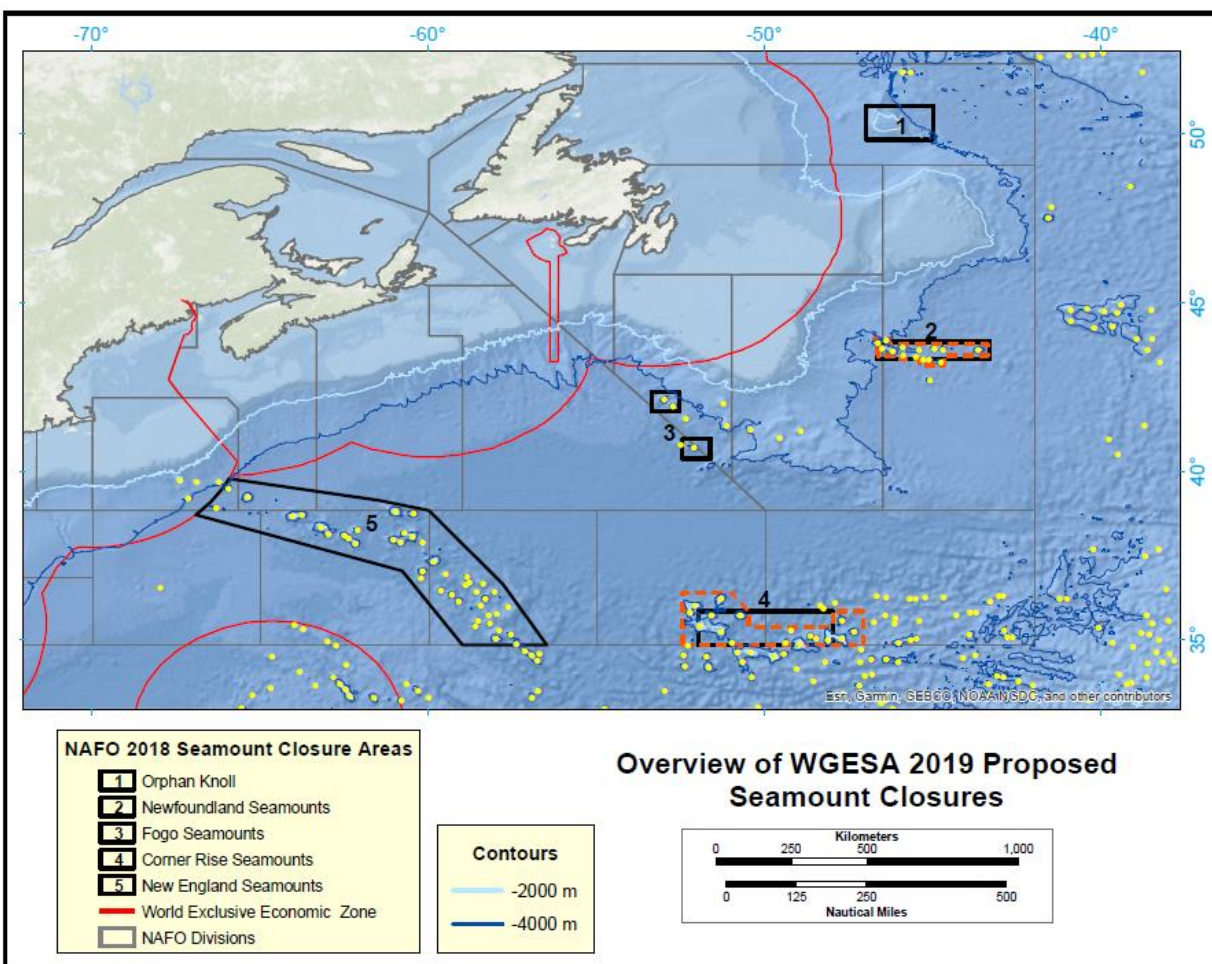 -70°
-60°
-50°
-40°
1
50°
45°
2
3
40°
5
4
35°
Esri, Garmin, GEBCO, NOAA NGDC, and other contributors
NAFO 2018 Seamount Closure Areas
1 Orphan Knoll
2 Newfoundland Seamounts
3 Fogo Seamounts
4 Corner Rise Seamounts
5 New England Seamounts
World Exclusive Economic Zone
NAFO Divisions
Contours
-2000 m
-4000 m
Overview of WGESA 2019 Proposed
Seamount Closures
Kilometers
0 250 500 1,000
0 125 250 500
Nautical Miles